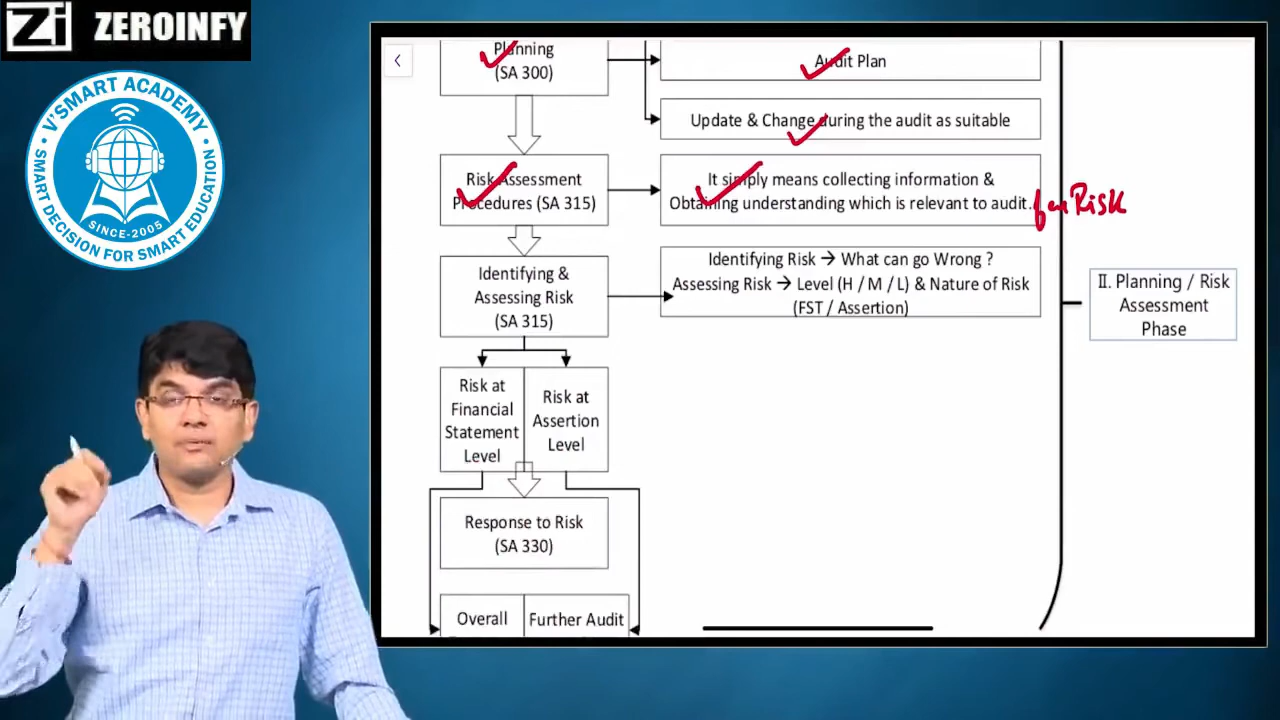 Zi ZEROINFY
V'SMART ACADEMY
SMART DECISION FOR SMART EDUCATION
SINCE-2005
Planning
(SA 300)
Audit Plan
Update & Change during the audit as suitable
Risk Assessment
Procedures (SA 315)
It simply means collecting information &
Obtaining understanding which is relevant to audit..
for Risk
Identifying &
Assessing Risk
(SA 315)
Identifying Risk → What can go Wrong ?
Assessing Risk → Level (H / M / L) & Nature of Risk
(FST / Assertion)
II. Planning / Risk
Assessment
Phase
Risk at
Financial
Statement
Level
Risk at
Assertion
Level
Response to Risk
(SA 330)
Overall
Further Audit